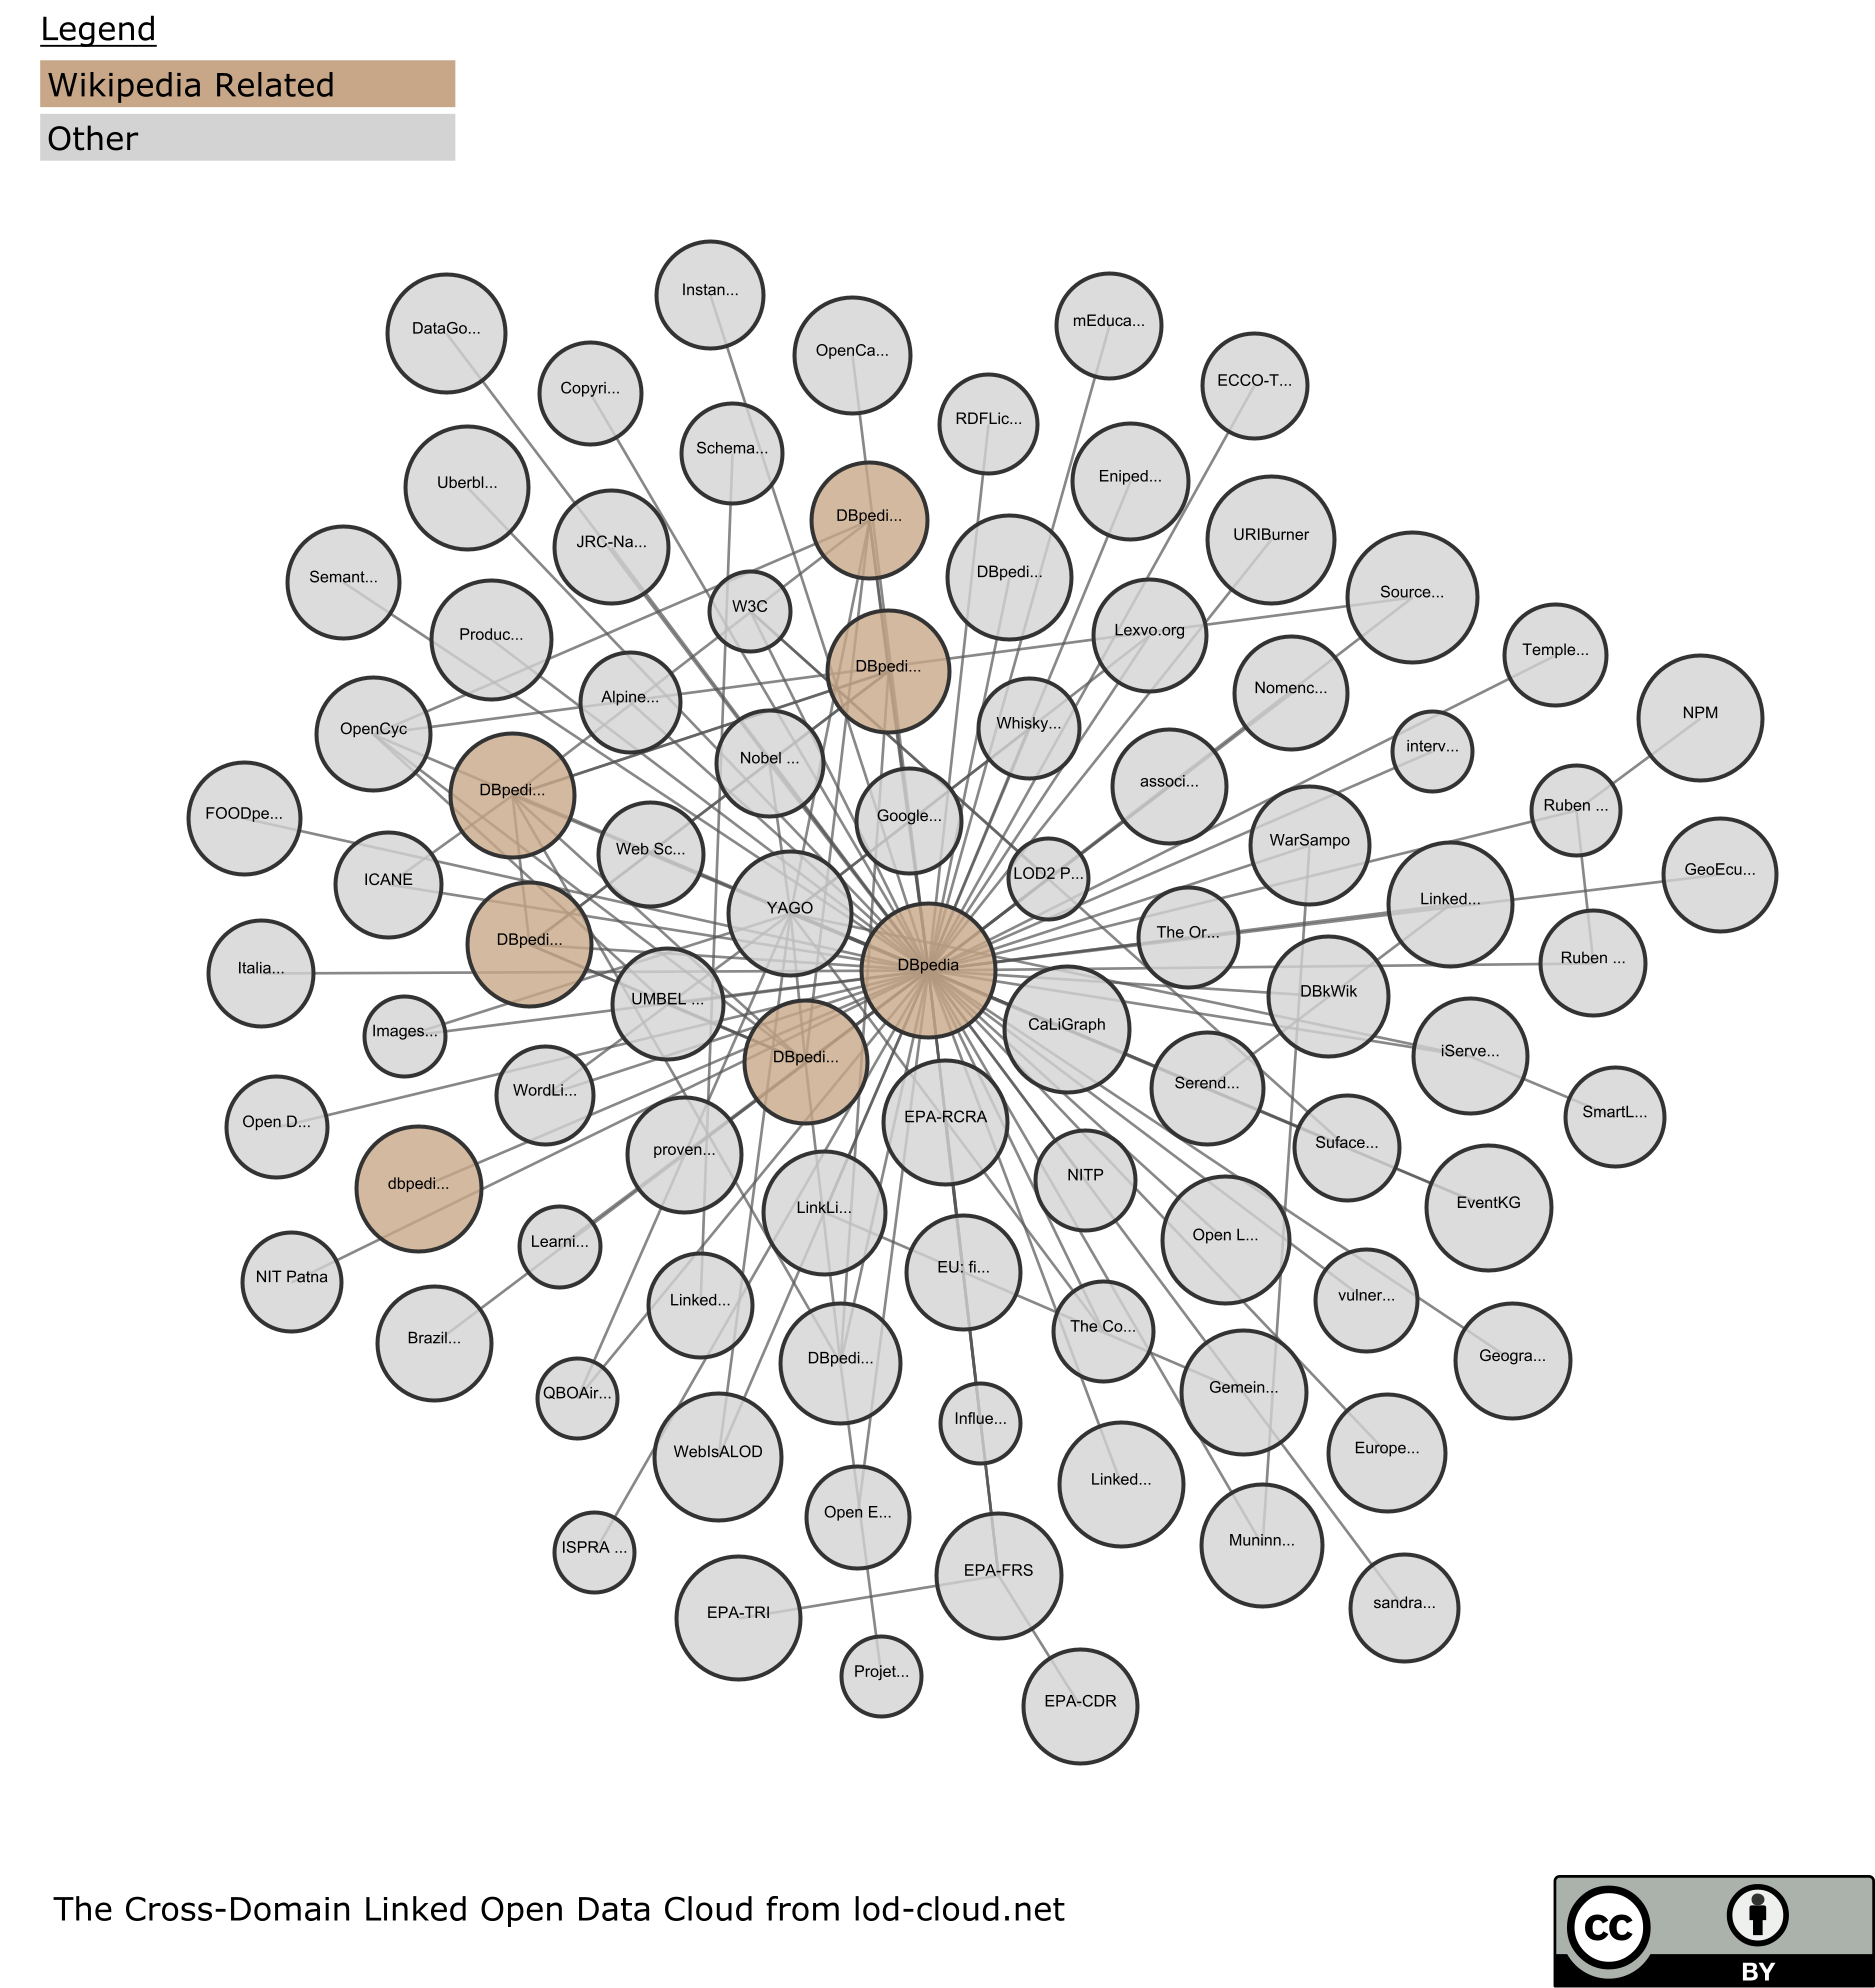 Legend
Wikipedia Related
Other
Instan...
DataGo...
mEduca...
OpenCa...
ECCO-T...
Copyri...
RDFLic...
Schema...
Eniped...
Uberbl...
DBpedi...
URIBurner
JRC-Na...
DBpedi...
Semant...
Source...
W3C
Lexvo.org
Produc...
Temple...
DBpedi...
Nomenc...
Alpine...
NPM
Whisky...
OpenCyc
interv...
Nobel ...
associ...
DBpedi...
Ruben ...
FOODpe...
Google...
WarSampo
Web Sc...
LOD2 P...
GeoEcu...
ICANE
Linked...
YAGO
The Or...
DBpedi...
Ruben ...
DBpedia
Italia...
DBkWik
UMBEL ...
CaLiGraph
Images...
iServe...
DBpedi...
Serend...
WordLi...
SmartL...
EPA-RCRA
Open D...
Suface...
proven...
NITP
dbpedi...
EventKG
LinkLi...
Open L...
Learni...
EU: fi...
NIT Patna
vulner...
Linked...
The Co...
Brazil...
DBpedi...
Geogra...
Gemein...
QBOAir...
Influe...
WebIsALOD
Europe...
Linked...
Open E...
Muninn...
ISPRA ...
EPA-FRS
sandra...
EPA-TRI
Projet...
EPA-CDR
The Cross-Domain Linked Open Data Cloud from lod-cloud.net
cc
BY